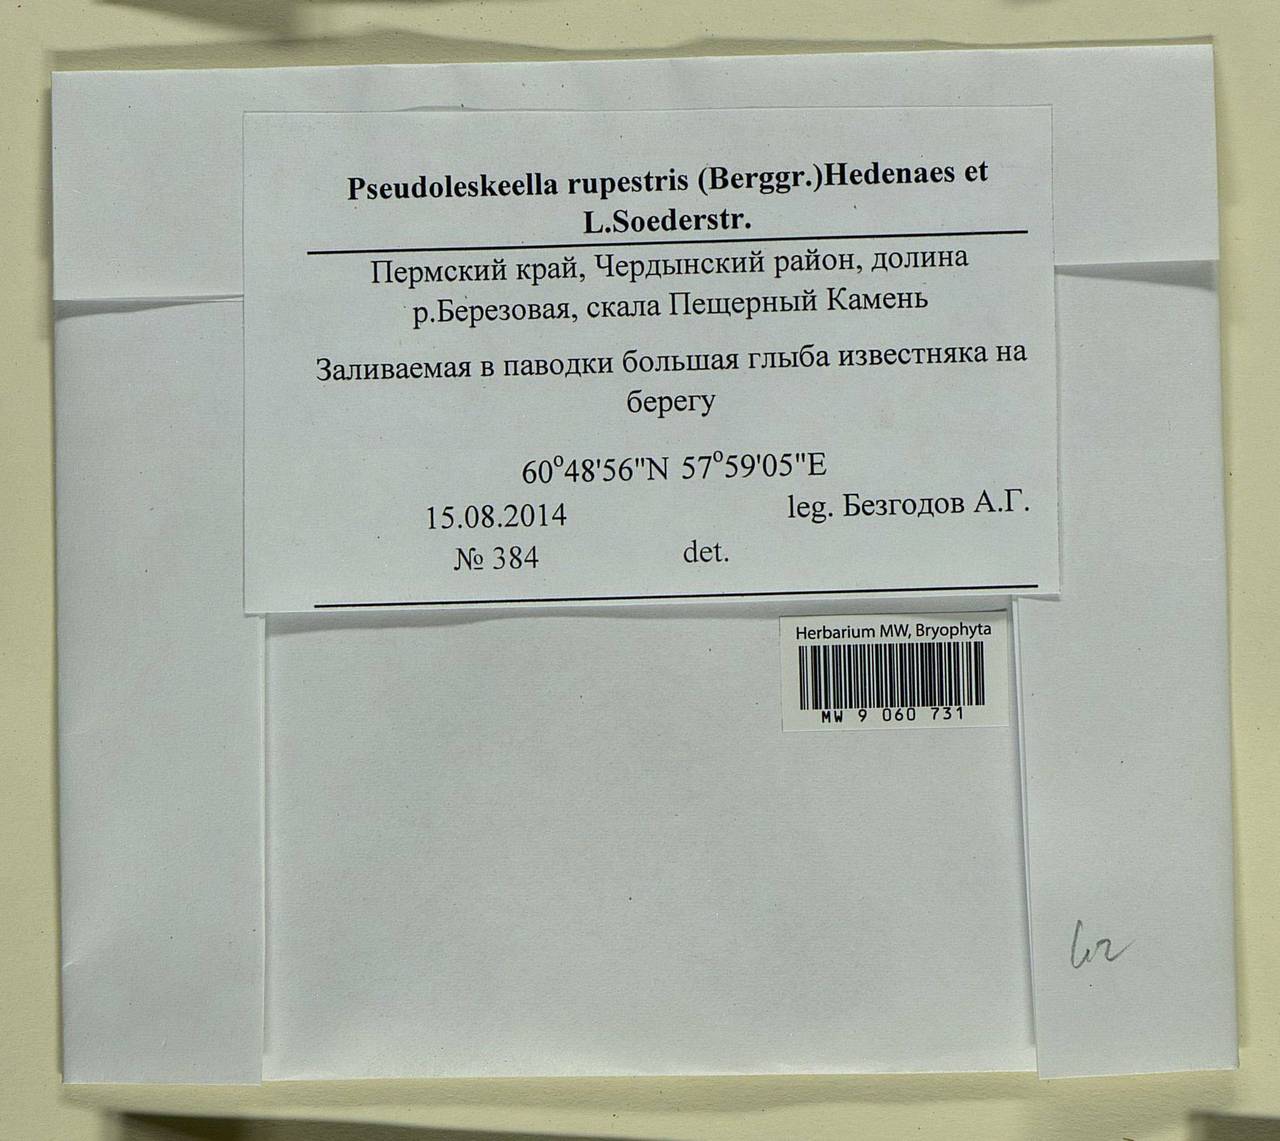 Pseudoleskeella rupestris (Berggr.)Hedenaes et
L.Soederstr.
Пермский край, Чердынский район, долина
р.Березовая, скала Пещерный Камень
Заливаемая в паводки большая глыба известняка на
берегу
60°48'56"N 57°59'05"E
15.08.2014 leg. Безгодов А.Г.
№ 384 det.
Herbarium MW, Bryophyta
MW 9 060 731